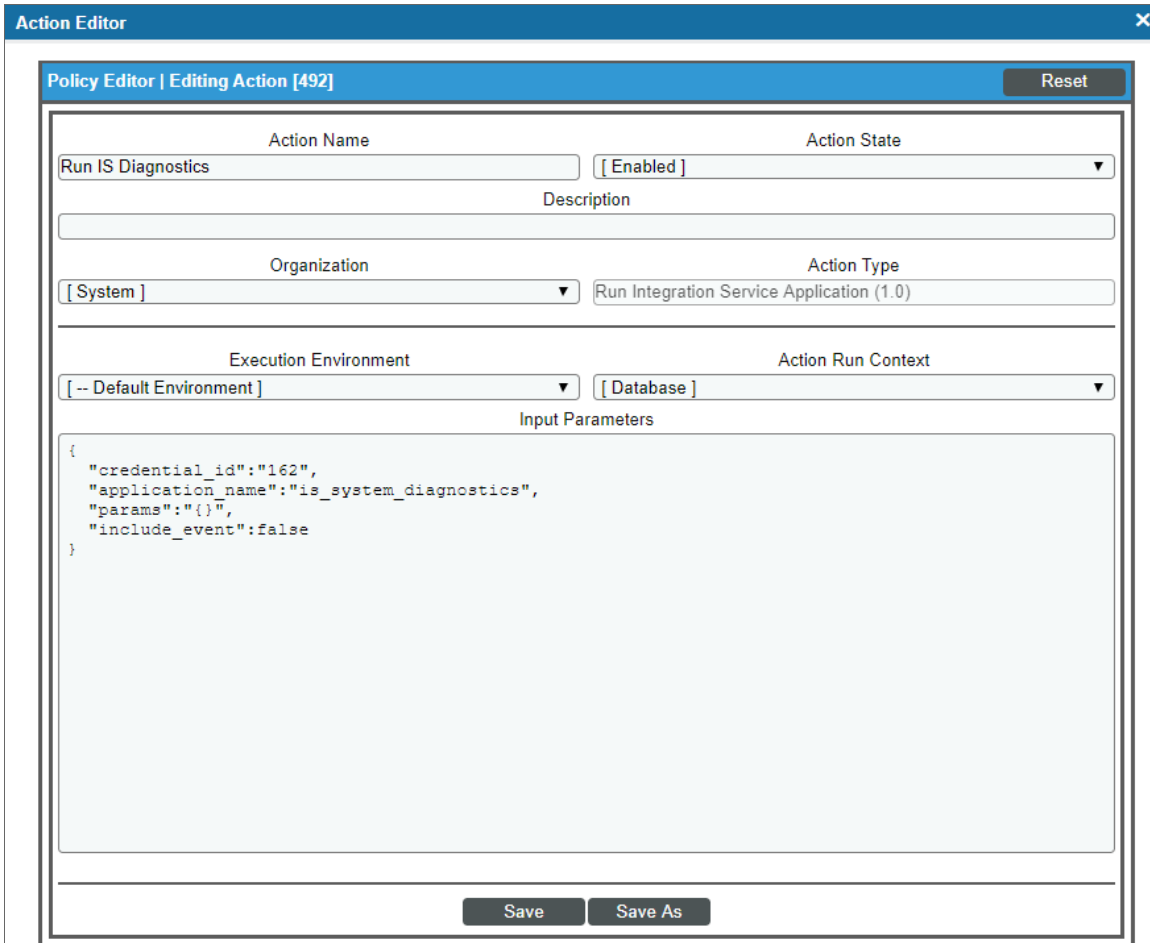 Action Editor
Policy Editor | Editing Action [492]
Reset
Action Name
Action State
Run IS Diagnostics
[ Enabled ]
Description
Organization
Action Type
[ System ]
Run Integration Service Application (1.0)
Execution Environment
Action Run Context
[ -- Default Environment ]
[ Database ]
Input Parameters
{
"credential_id":"162",
"application_name":"is_system_diagnostics",
"params":"{}",
"include_event":false
}
Save
Save As